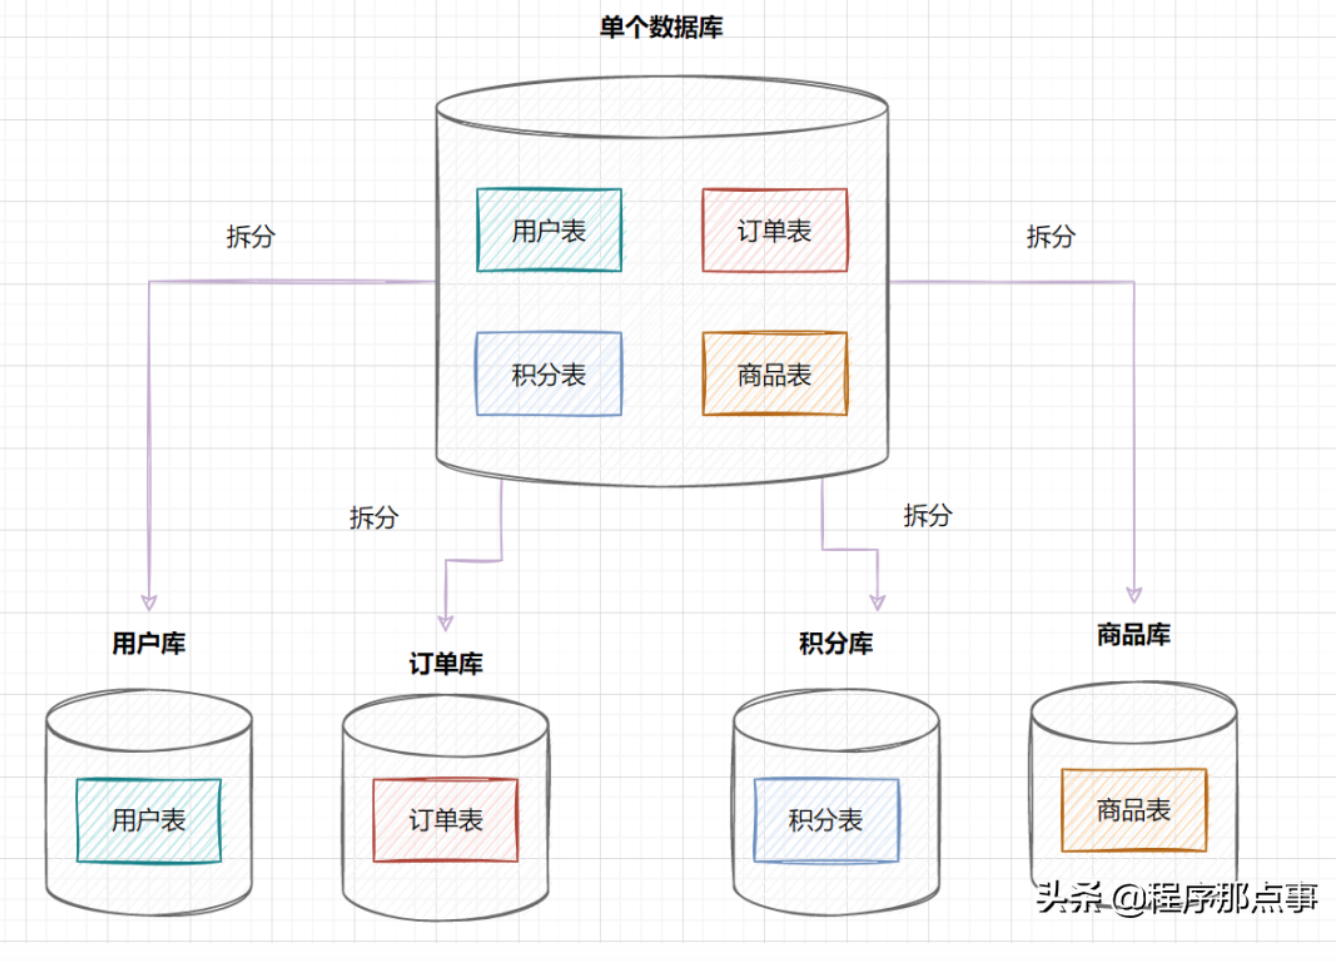 单个数据库
用户表
订单表
拆分
拆分
积分表
商品表
拆分
拆分
用户库
订单库
积分库
商品库
用户表
订单表
积分表
商品表
头条 @程序那点事